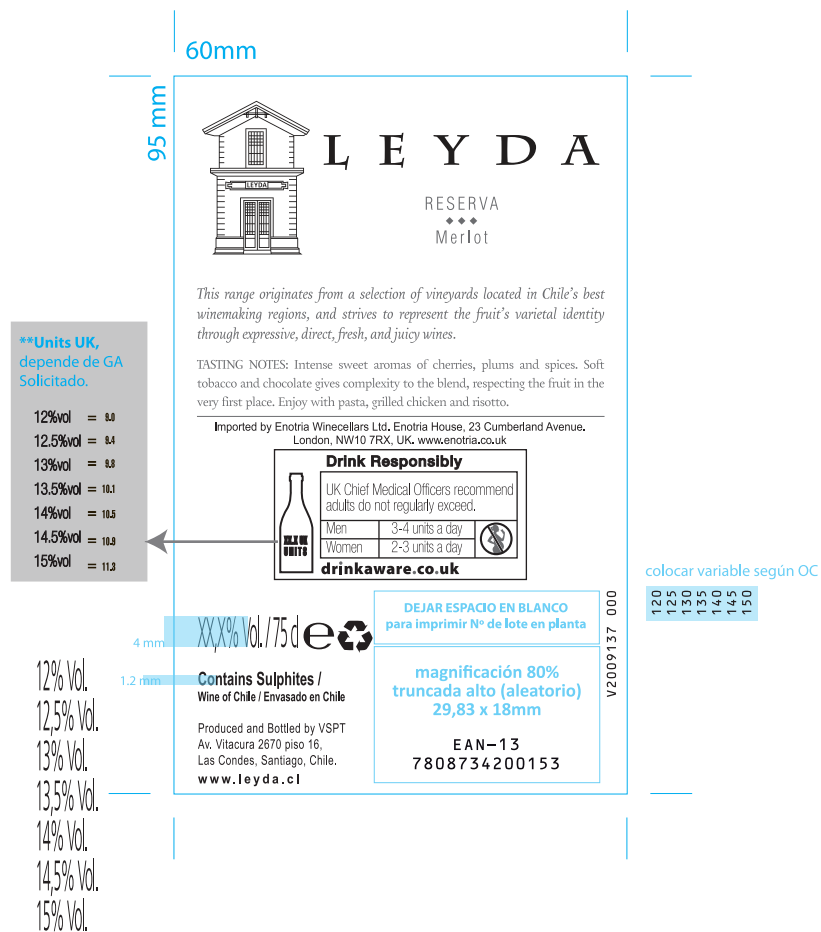 60mm
95 mm
LEYDA
LEYDA
RESERVA
Merlot
This range originates from a selection of vineyards located in Chile's best
winemaking regions, and strives to represent the fruit's varietal identity
through expressive, direct, fresh, and juicy wines.
TASTING NOTES: Intense sweet aromas of cherries, plums and spices. Soft
tobacco and chocolate gives complexity to the blend, respecting the fruit in the
very first place. Enjoy with pasta, grilled chicken and risotto.
Imported by Enotria Winecellars Ltd. Enotria House, 23 Cumberland Avenue.
London, NW10 7RX, UK. www.enotria.co.uk
**Units UK,
depende de GA
Solicitado.
12%vol = 9.0
12.5%vol = 9.4
13%vol = 9.8
13.5%vol = 10.1
14%vol = 10.5
14.5%vol = 10.9
15%vol = 11.3
Drink Responsibly
UK Chief Medical Officers recommend
adults do not regularly exceed.
Men 3-4 units a day
Women 2-3 units a day
UNITS
drinkaware.co.uk
colocar variable según OC
120
125
130
135
140
145
150
V2009137 000
DEJAR ESPACIO EN BLANCO
para imprimir Nº de lote en planta
XX,X% Vol. / 75 d e
4 mm
1.2 mm
Contains Sulphites /
Wine of Chile / Envasado en Chile
Produced and Bottled by VSPT
Av. Vitacura 2670 piso 16,
Las Condes, Santiago, Chile.
www.leyda.cl
magnificación 80%
truncada alto (aleatorio)
29,83 x 18mm
EAN-13
7808734200153
12% Vol.
12,5% Vol.
13% Vol.
13,5% Vol.
14% Vol.
14,5% Vol.
15% Vol.